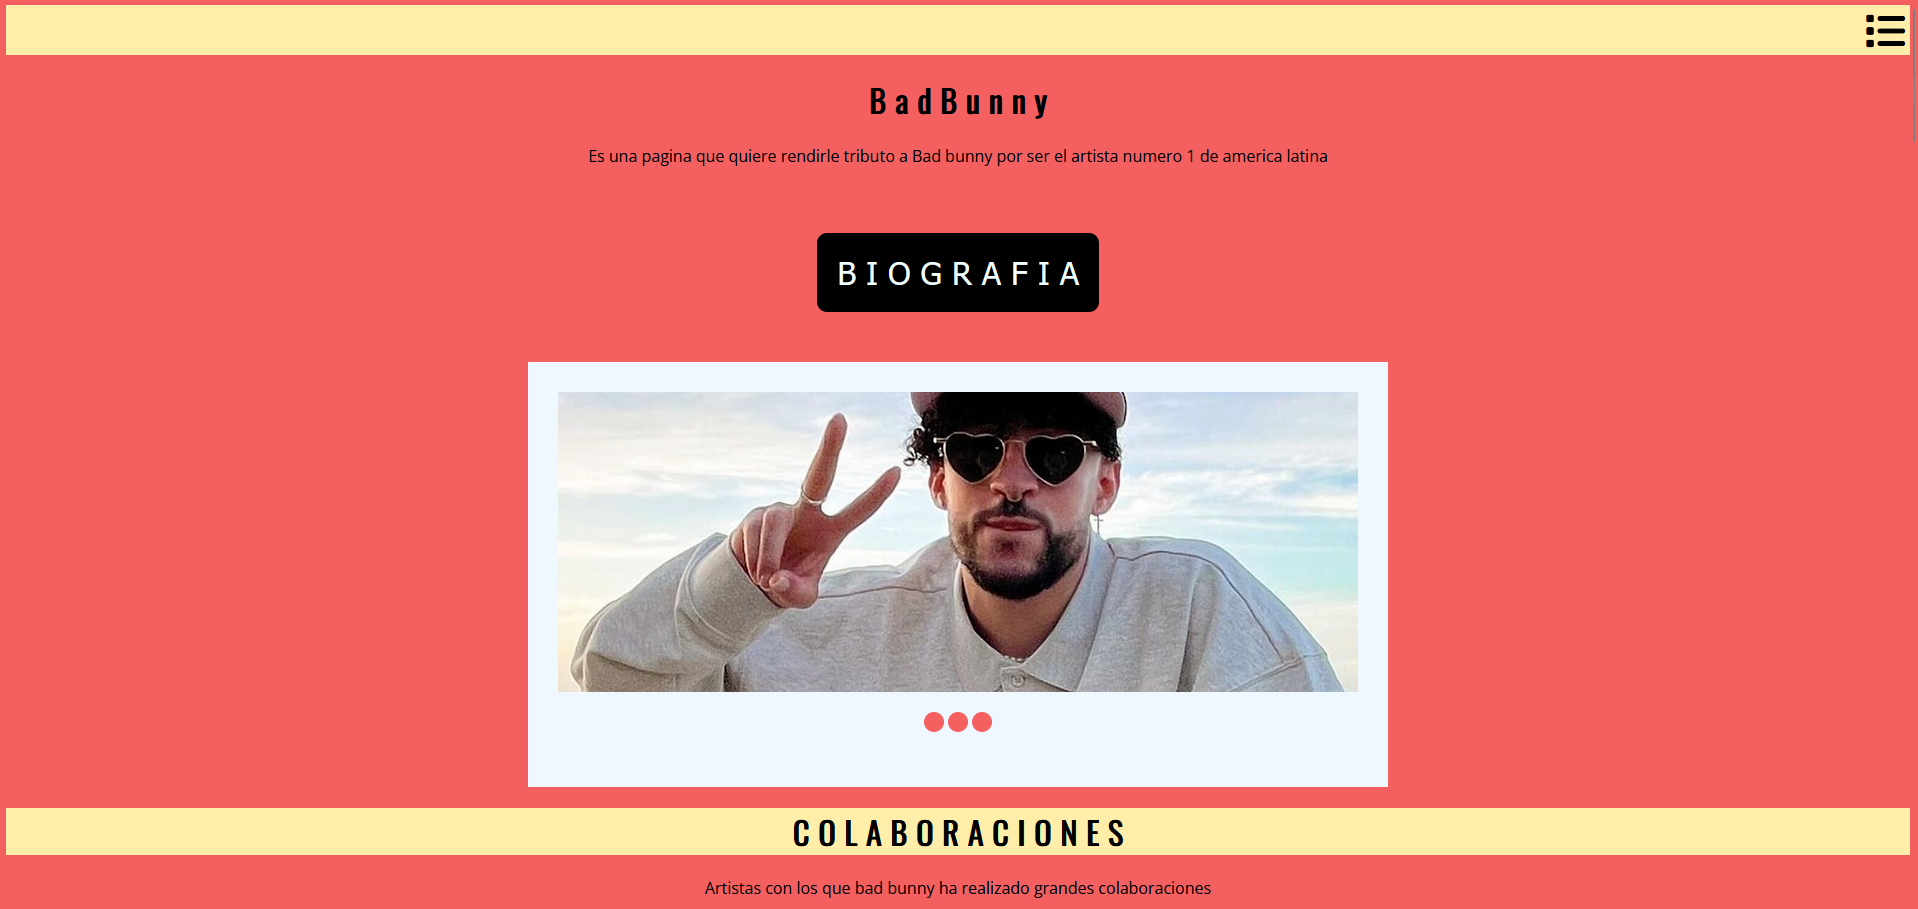 BadBunny
Es una pagina que quiere rendirle tributo a Bad bunny por ser el artista numero 1 de america latina
BIOGRAFIA
COLABORACIONES
Artistas con los que bad bunny ha realizado grandes colaboraciones